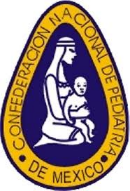 CONFEDERACION NACIONAL DE PEDIATRIA
• DE MEXICO •